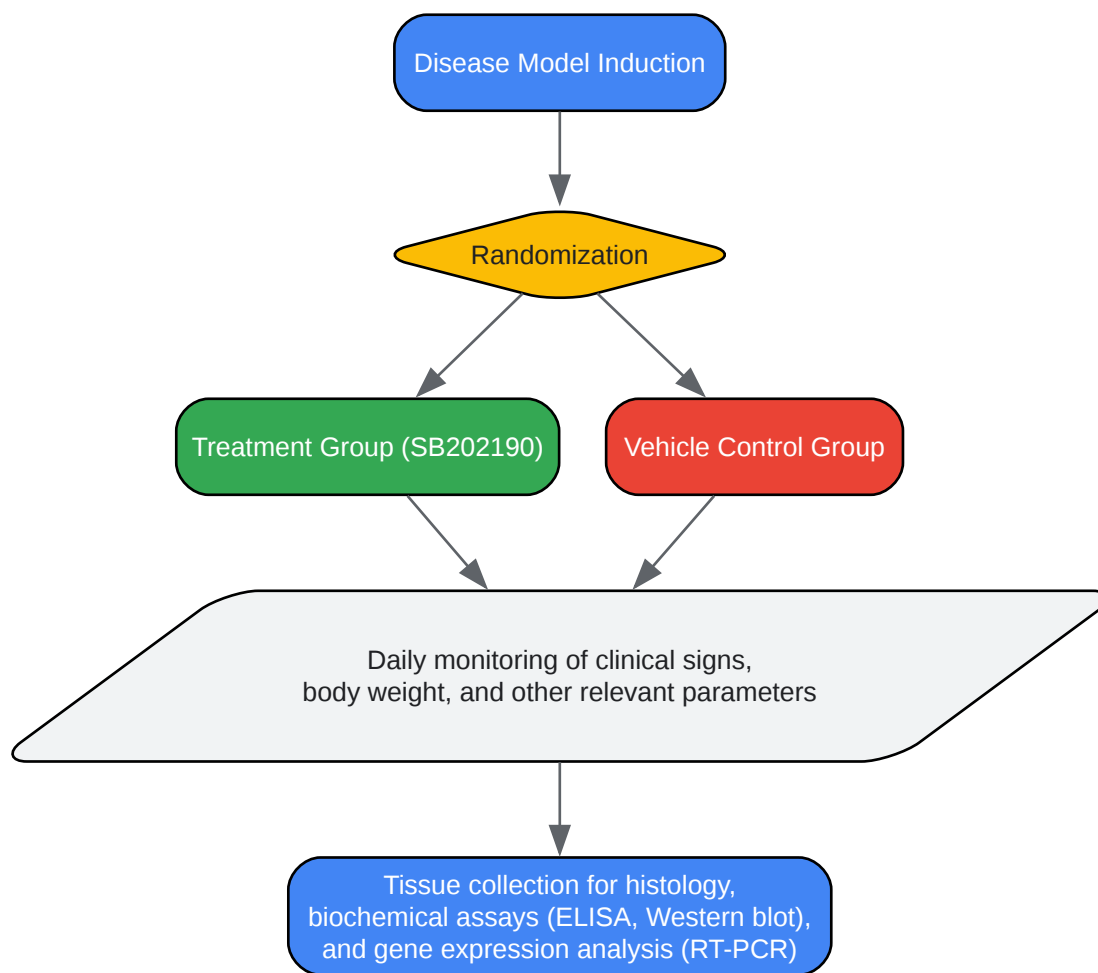 Disease Model Induction
Randomization
Treatment Group (SB202190)
Vehicle Control Group
Daily monitoring of clinical signs,
body weight, and other relevant parameters
Tissue collection for histology,
biochemical assays (ELISA, Western blot),
and gene expression analysis (RT-PCR)